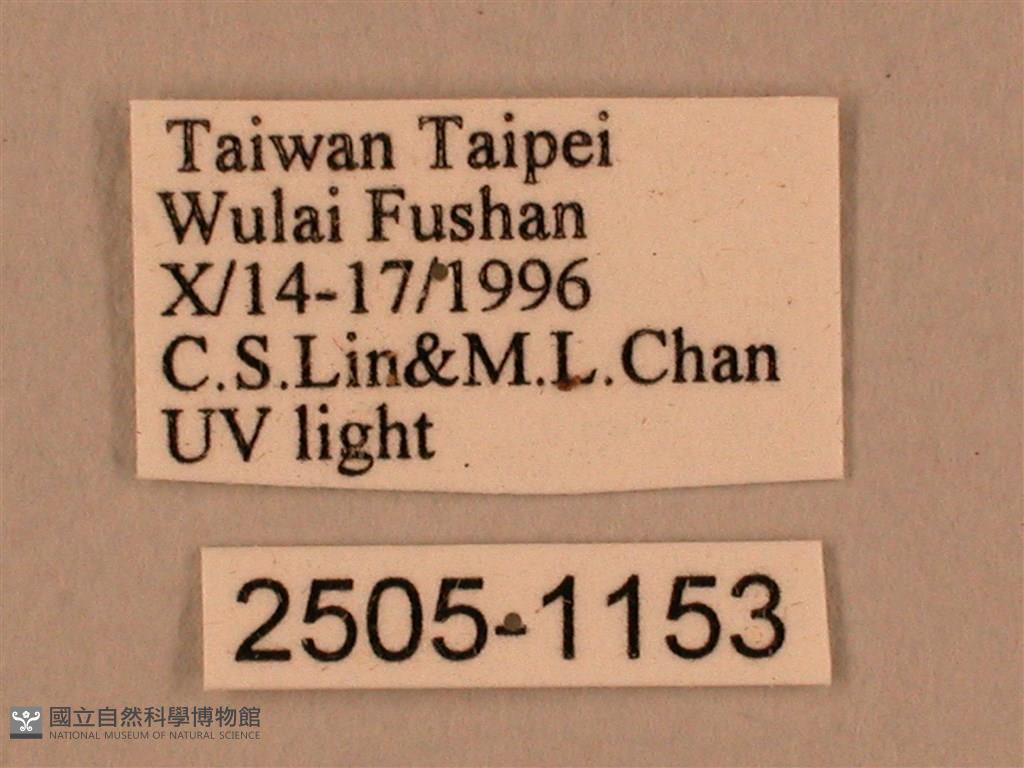 Taiwan Taipei
Wulai Fushan
X/14-17/1996
C.S.Lin&M.L.Chan
UV light
2505-1153
國立自然科學博物館
NATIONAL MUSEUM OF NATURAL SCIENCE